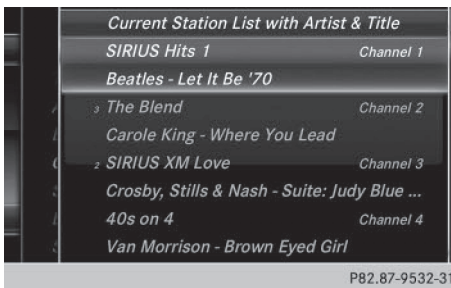 Current Station List with Artist & Title
SIRIUS Hits 1 Channel 1
Beatles - Let It Be '70
3 The Blend Channel 2
Carole King - Where You Lead
2 SIRIUS XM Love Channel 3
Crosby, Stills & Nash - Suite: Judy Blue ...
40s on 4 Channel 4
Van Morrison - Brown Eyed Girl
P82.87-9532-31